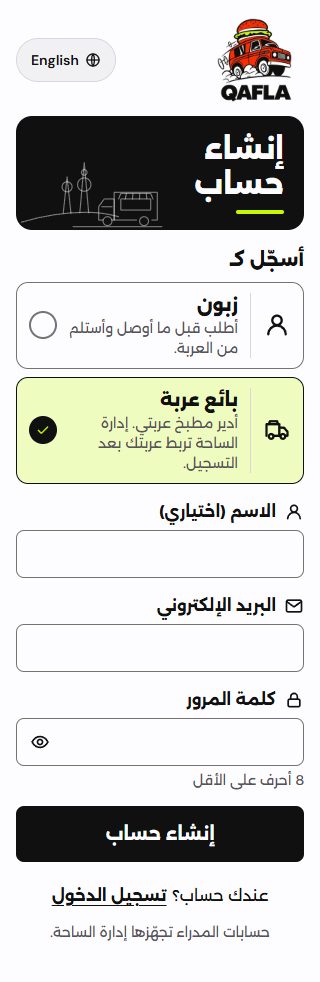 English
QAFLA
إنشاء
حساب
أسجّل كـ
زبون
أطلب قبل ما أوصل وأستلم
من العربة.
بائع عربة
أدير مطبخ عربتي. إدارة
الساحة تربط عربتك بعد
التسجيل.
الاسم (اختياري)
البريد الإلكتروني
كلمة المرور
8 أحرف على الأقل
إنشاء حساب
عندك حساب؟ تسجيل الدخول
حسابات المدراء تجهّزها إدارة الساحة.